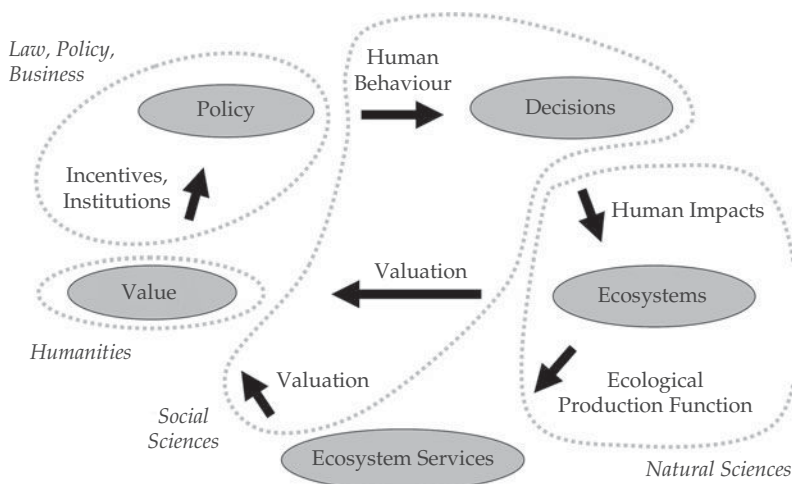 Law, Policy,
Business
Policy
Human
Behaviour
Decisions
Incentives,
Institutions
Human Impacts
Value
Valuation
Ecosystems
Humanities
Valuation
Ecological
Production Function
Social
Sciences
Ecosystem Services
Natural Sciences